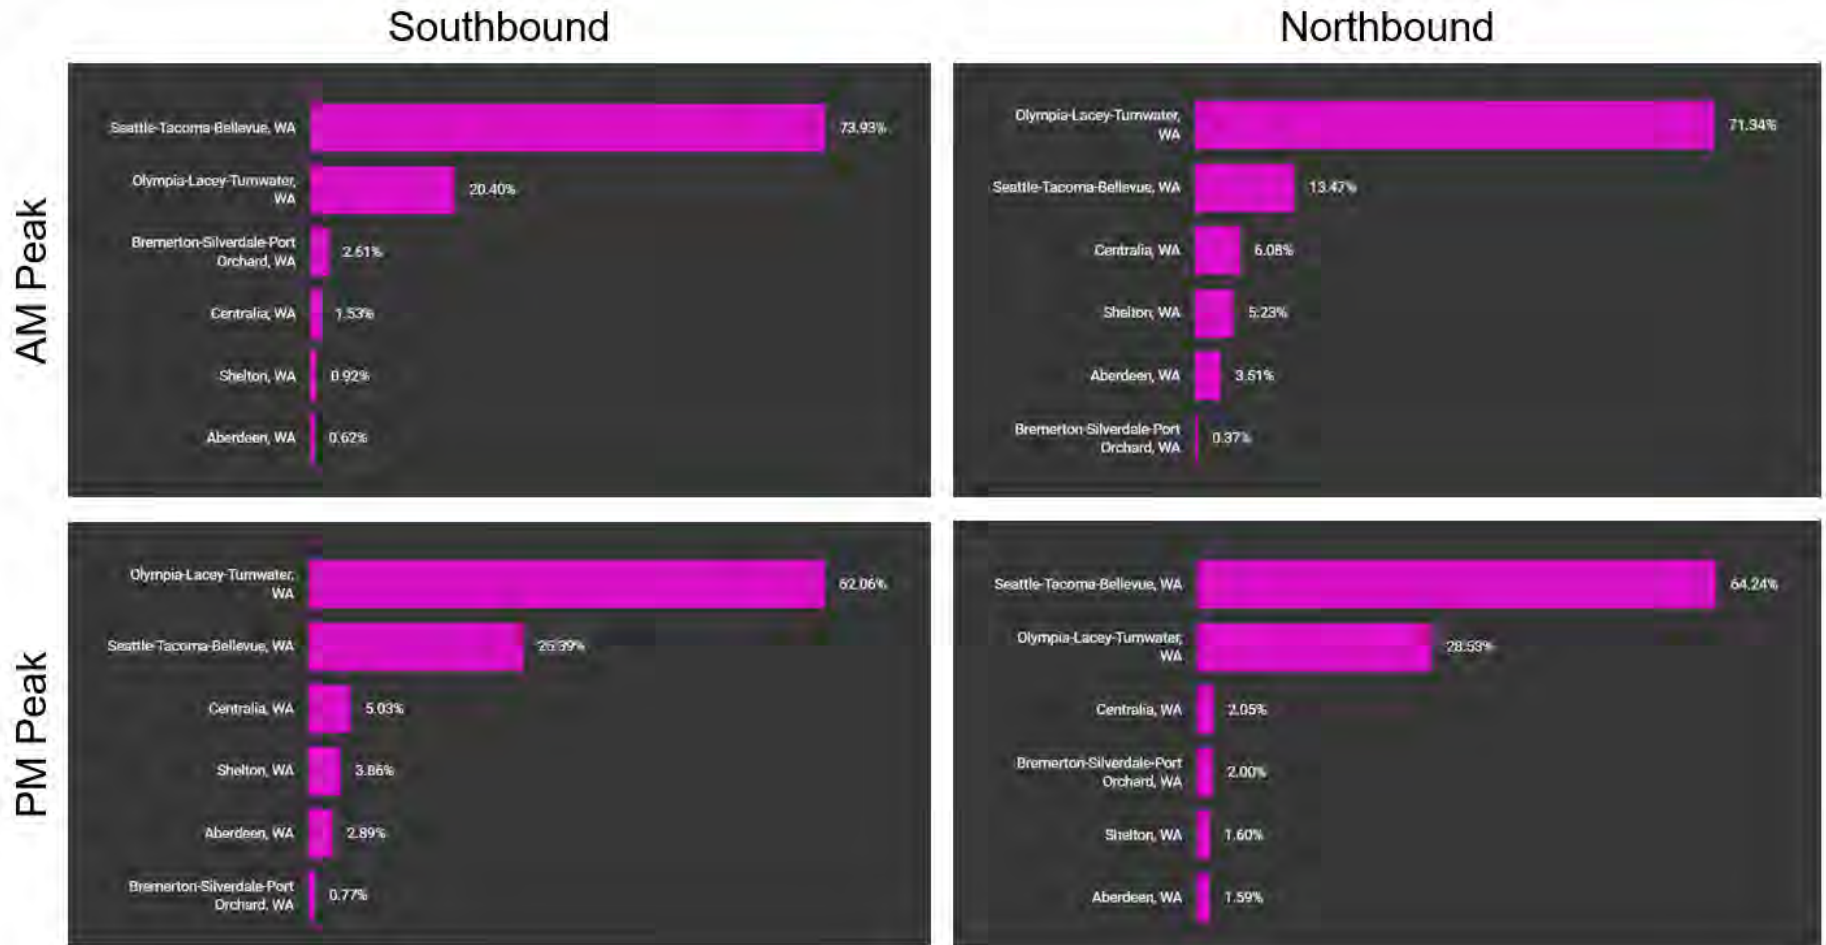 Southbound
Northbound
AM Peak
Seattle-Tacoma-Bellevue, WA 73.93%
Olympia-Lacey-Tumwater,
WA 20.40%
Bremerton-Silverdale-Port
Orchard, WA 2.61%
Centralia, WA 1.53%
Shelton, WA 0.92%
Aberdeen, WA 0.62%
Olympia-Lacey-Tumwater,
WA 71.34%
Seattle-Tacoma-Bellevue, WA 13.47%
Centralia, WA 6.08%
Shelton, WA 5.23%
Aberdeen, WA 3.51%
Bremerton-Silverdale-Port
Orchard, WA 0.37%
PM Peak
Olympia-Lacey-Tumwater,
WA 62.06%
Seattle-Tacoma-Bellevue, WA 25.39%
Centralia, WA 5.03%
Shelton, WA 3.86%
Aberdeen, WA 2.89%
Bremerton-Silverdale-Port
Orchard, WA 0.77%
Seattle-Tacoma-Bellevue, WA 64.24%
Olympia-Lacey-Tumwater,
WA 28.53%
Centralia, WA 2.05%
Bremerton-Silverdale-Port
Orchard, WA 2.00%
Shelton, WA 1.60%
Aberdeen, WA 1.59%